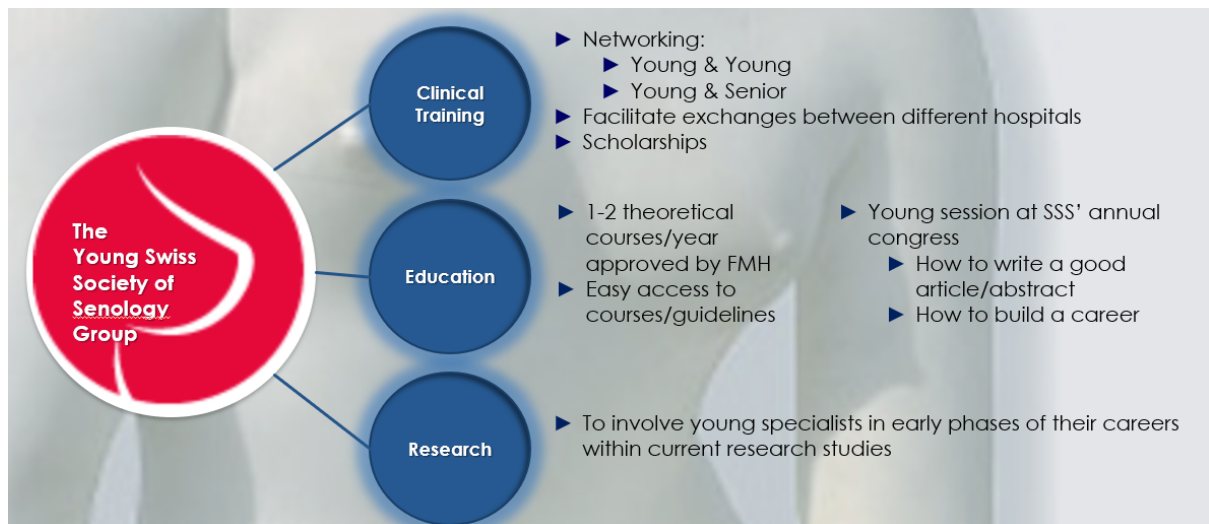 The
Young Swiss
Society of
Senology
Group
Clinical
Training
► Networking:
► Young & Young
► Young & Senior
► Facilitate exchanges between different hospitals
► Scholarships
Education
► 1-2 theoretical
courses/year
approved by FMH
► Easy access to
courses/guidelines
► Young session at SSS’ annual
congress
► How to write a good
article/abstract
► How to build a career
Research
► To involve young specialists in early phases of their careers
within current research studies